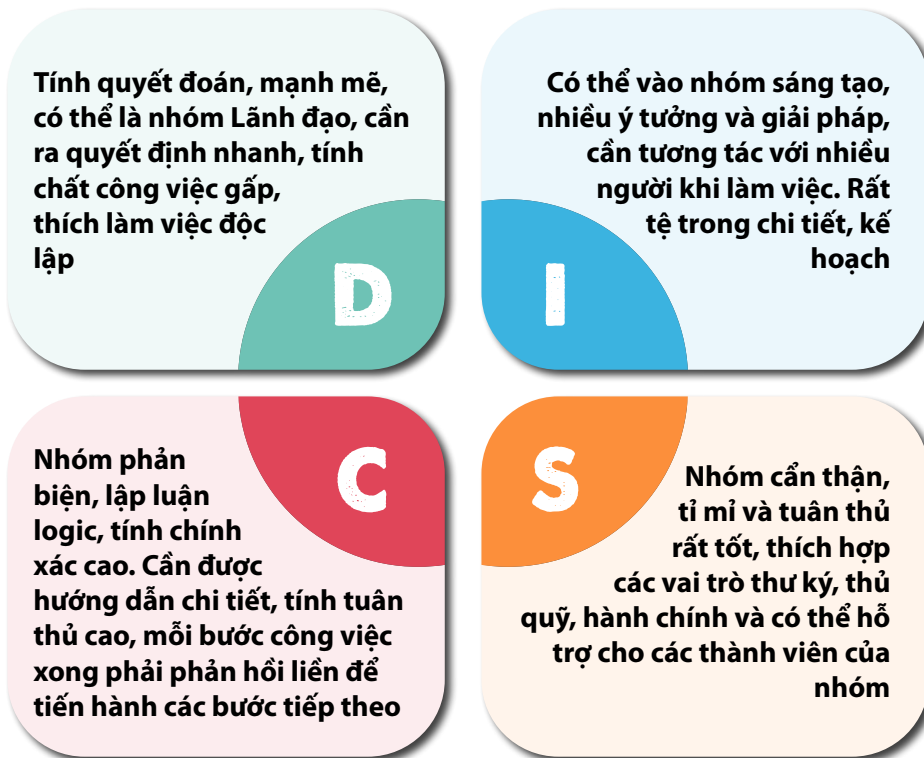 Tính quyết đoán, mạnh mẽ,
có thể là nhóm Lãnh đạo, cần
ra quyết định nhanh, tính
chất công việc gấp,
thích làm việc độc
lập
D
Có thể vào nhóm sáng tạo,
nhiều ý tưởng và giải pháp,
cần tương tác với nhiều
người khi làm việc. Rất
tệ trong chi tiết, kế
hoạch
I
Nhóm phản
biện, lập luận
logic, tính chính
xác cao. Cần được
hướng dẫn chi tiết, tính tuân
thủ cao, mỗi bước công việc
xong phải phản hồi liền để
tiến hành các bước tiếp theo
C
S
Nhóm cẩn thận,
tỉ mỉ và tuân thủ
rất tốt, thích hợp
các vai trò thư ký, thủ
quỹ, hành chính và có thể hỗ
trợ cho các thành viên của
nhóm